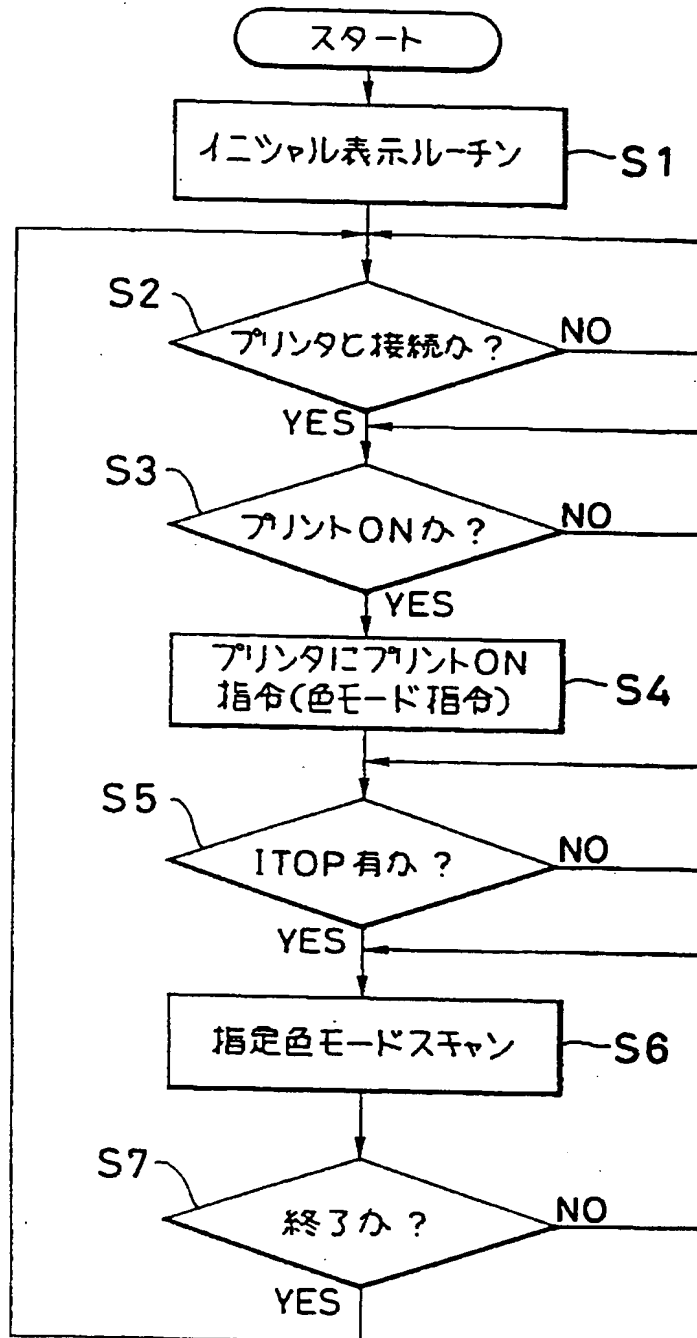 スタート
イニシャル表示ルーチン
S1
S2
プリンタと接続か?
NO
YES
S3
プリントONか?
NO
YES
プリンタにプリントON
指令(色モード指令)
S4
S5
ITOP有か?
NO
YES
指定色モードスキャン
S6
S7
終了か?
NO
YES